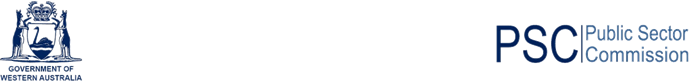 GOVERNMENT OF
WESTERN AUSTRALIA
PSC
Public Sector
Commission